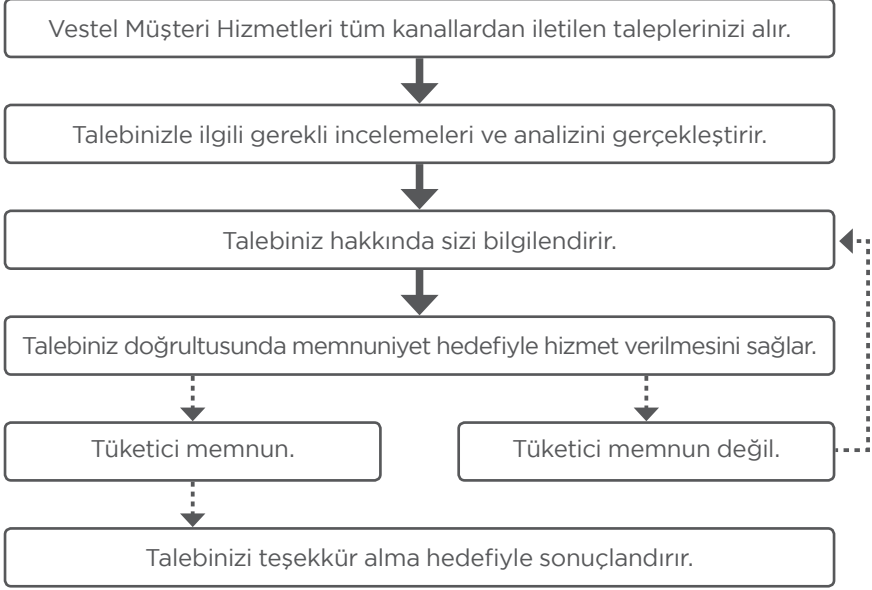 Vestel Müşteri Hizmetleri tüm kanallardan iletilen taleplerinizi alır.
Talebinizle ilgili gerekli incelemeleri ve analizini gerçekleştirir.
Talebiniz hakkında sizi bilgilendirir.
Talebiniz doğrultusunda memnuniyet hedefiyle hizmet verilmesini sağlar.
Tüketici memnun.
Tüketici memnun değil.
Talebinizi teşekkür alma hedefiyle sonuçlandırır.